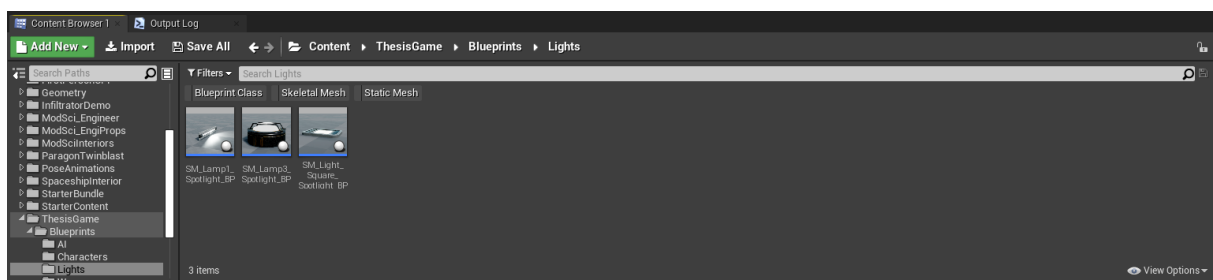 Content Browser 1
Output Log
Add New Import Save All Content ThesisGame Blueprints Lights
Search Paths
Filters Search Lights
Geometry
InfiltratorDemo
ModSci_Engineer
ModSci_EngiProps
ModSciInteriors
ParagonTwinblast
PoseAnimations
SpaceshipInterior
StarterBundle
StarterContent
ThesisGame
Blueprints
AI
Characters
Lights
Blueprint Class Skeletal Mesh Static Mesh
SM_Lamp1_
Spotlight_BP
SM_Lamp3_
Spotlight_BP
SM_Light_
Square_
Spotlight_BP
3 items
View Options